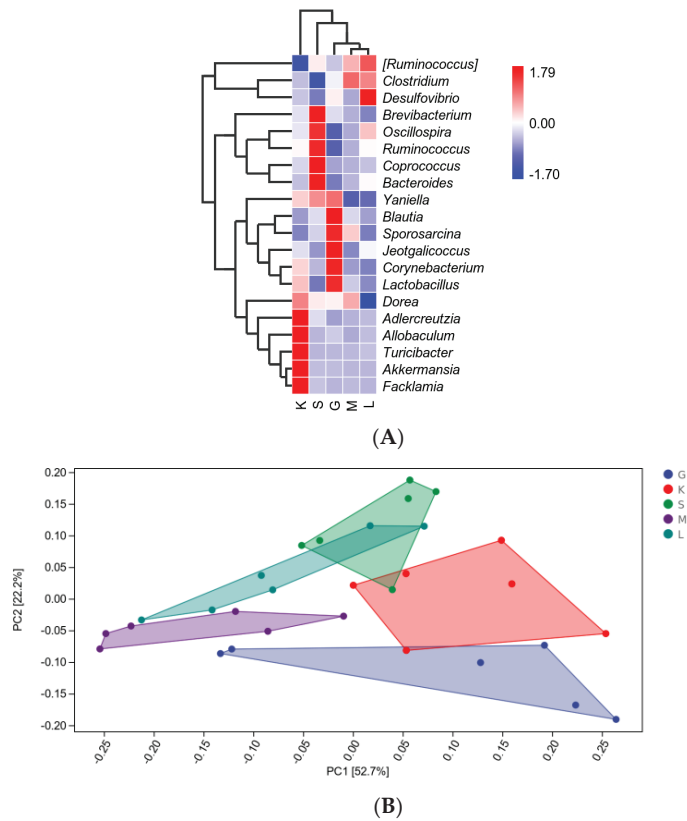 [Ruminococcus]
Clostridium
Desulfovibrio
Brevibacterium
Oscillospira
Ruminococcus
Coprococcus
Bacteroides
Yaniella
Blautia
Sporosarcina
Jeotgalicoccus
Corynebacterium
Lactobacillus
Dorea
Adlercreutzia
Allobaculum
Turicibacter
Akkermansia
Facklamia
K S G M L
1.79
0.00
-1.70
(A)
PC2 [22.2%]
0.20
0.15
0.10
0.05
0.00
-0.05
-0.10
-0.15
-0.20
-0.25 -0.20 -0.15 -0.10 -0.05 0.00 0.05 0.10 0.15 0.20 0.25
PC1 [52.7%]
G
K
S
M
L
(B)